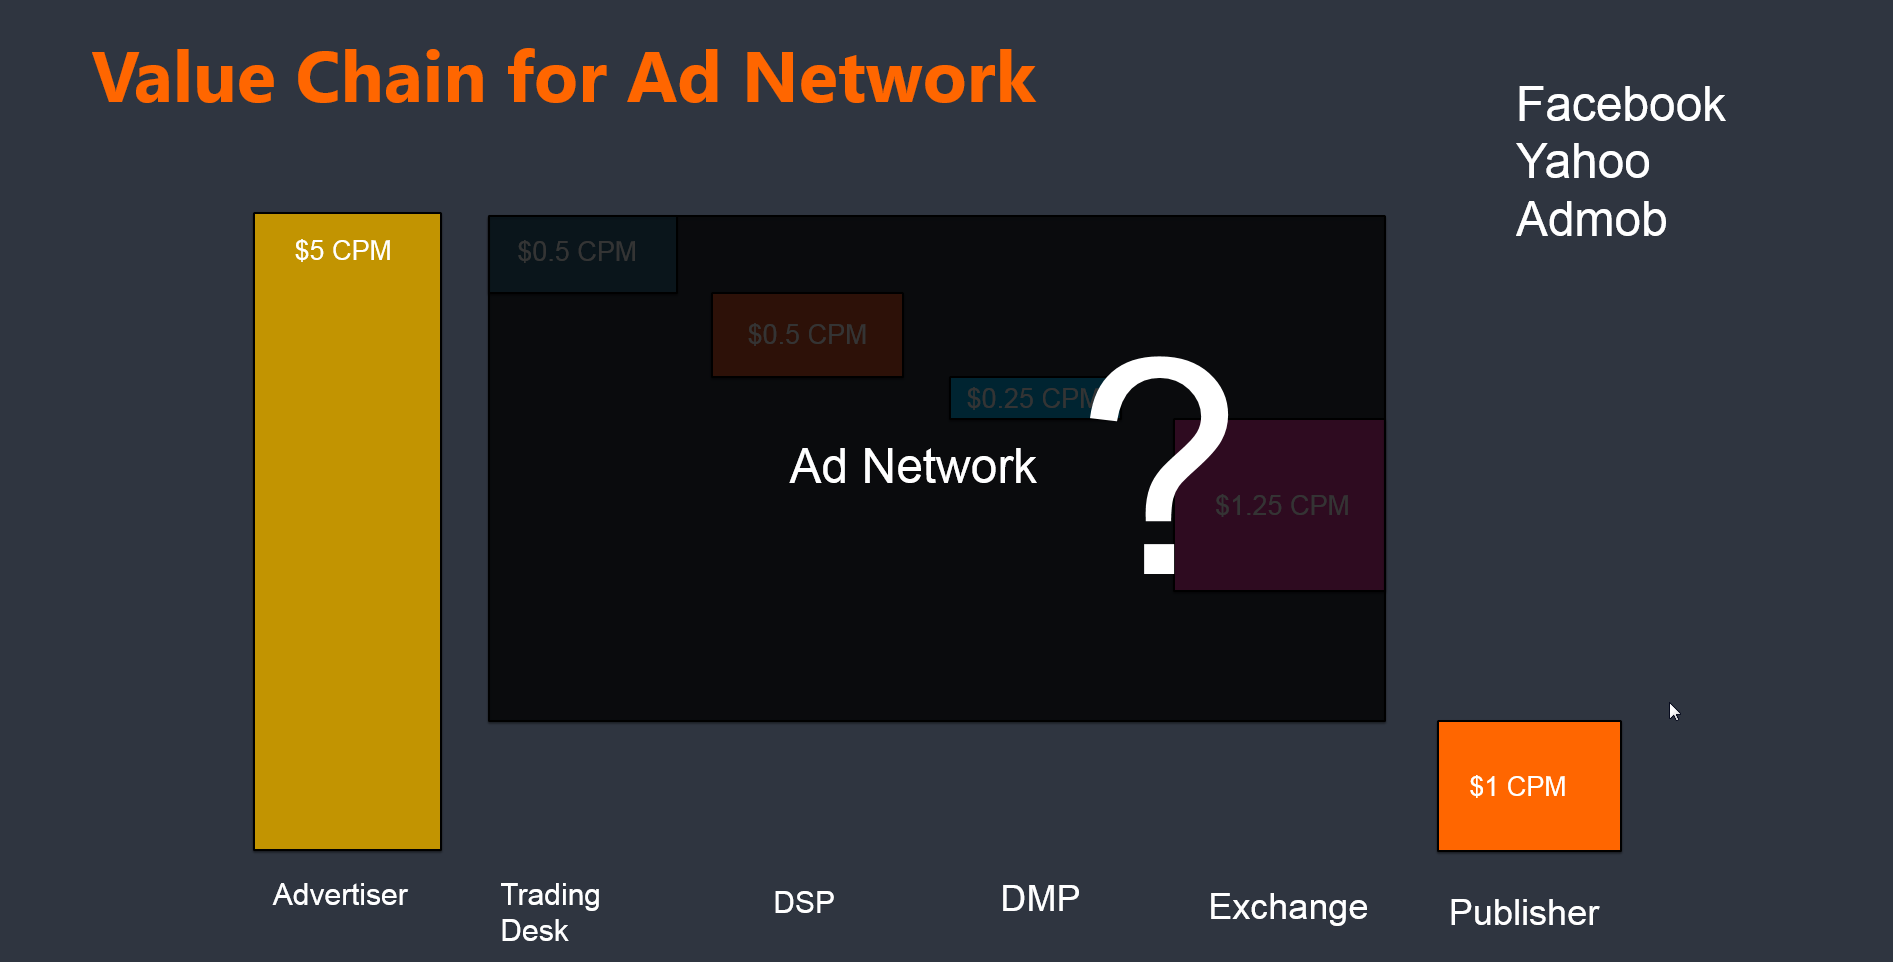 Value Chain for Ad Network
Facebook
Yahoo
Admob
$5 CPM
$0.5 CPM
$0.5 CPM
$0.25 CPM
Ad Network
?
$1.25 CPM
$1 CPM
Advertiser
Trading
Desk
DSP
DMP
Exchange
Publisher